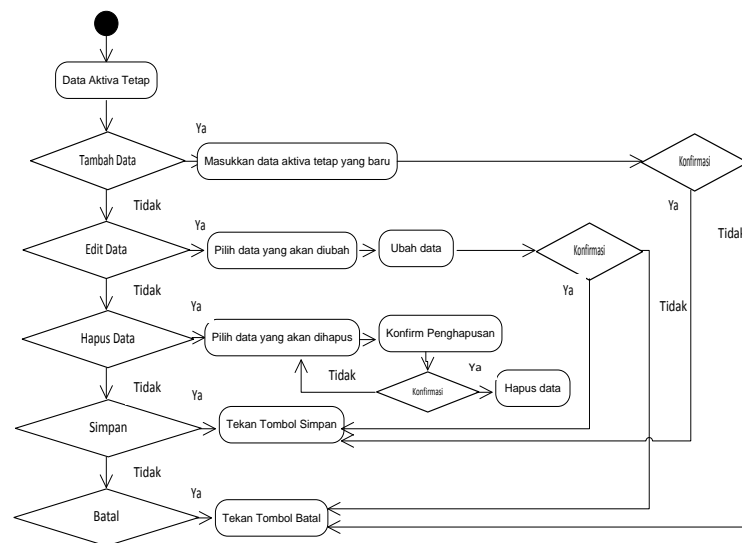 Data Aktiva Tetap
Ya
Tambah Data
Masukkan data aktiva tetap yang baru
Konfirmasi
Ya
Tidak
Tidak
Ya
Edit Data
Pilih data yang akan diubah
Ubah data
Konfirmasi
Ya
Tidak
Tidak
Ya
Hapus Data
Pilih data yang akan dihapus
Konfirm Penghapusan
Tidak
Ya
Konfirmasi
Hapus data
Tidak
Ya
Simpan
Tekan Tombol Simpan
Tidak
Ya
Batal
Tekan Tombol Batal